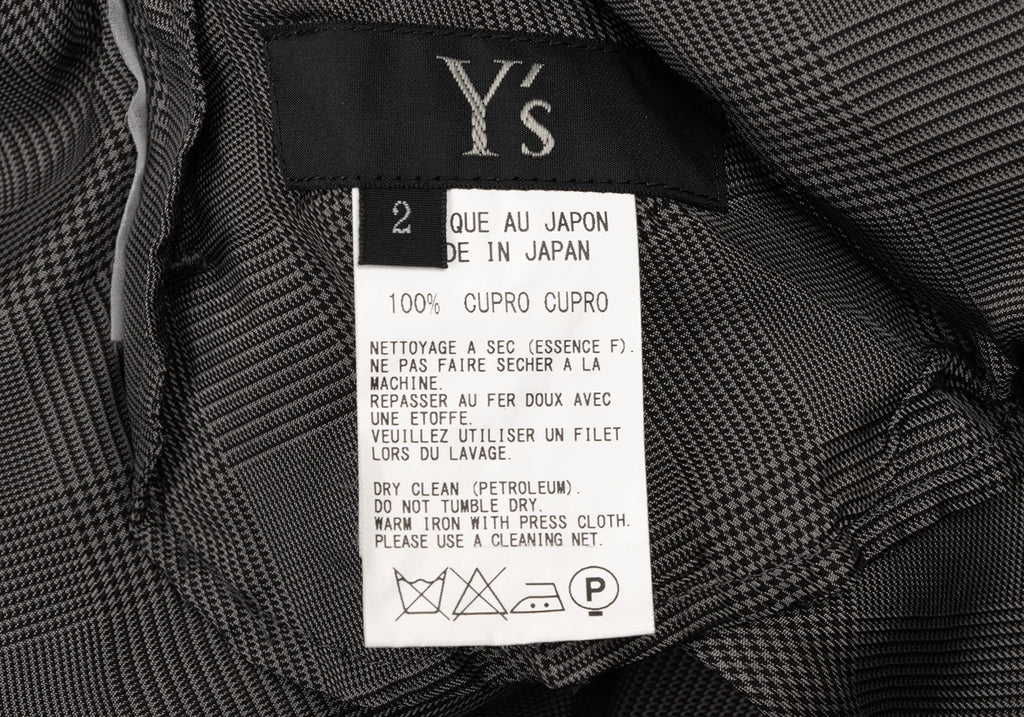 Y's
2
QUE AU JAPON
DE IN JAPAN
100% CUPRO CUPRO
NETTOYAGE A SEC (ESSENCE F).
NE PAS FAIRE SECHER A LA
MACHINE.
REPASSER AU FER DOUX AVEC
UNE ETOFFE.
VEUILLEZ UTILISER UN FILET
LORS DU LAVAGE.
DRY CLEAN (PETROLEUM).
DO NOT TUMBLE DRY.
WARM IRON WITH PRESS CLOTH.
PLEASE USE A CLEANING NET.
P